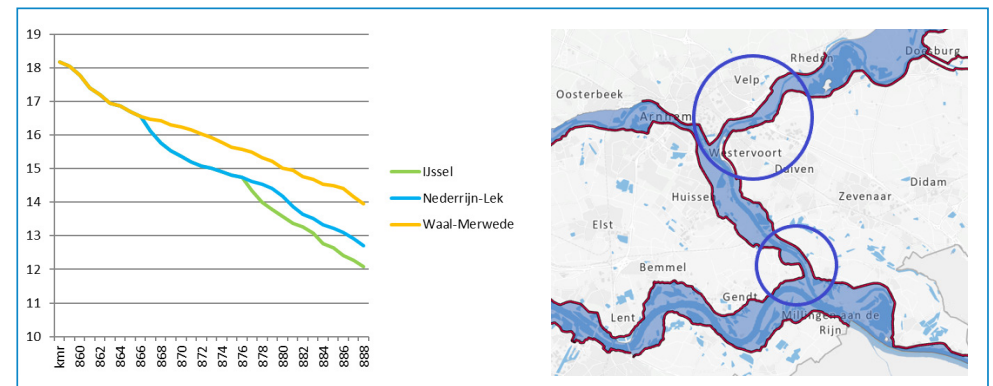 19
18
17
16
15
14
13
12
11
10
kmr
860
862
864
866
868
870
872
874
876
878
880
882
884
886
888
IJssel
Nederrijn-Lek
Waal-Merwede
Doesburg
Rheden
Velp
Oosterbeek
Arnhem
Westervoort
Duiven
Didam
Zevenaar
Huissen
Elst
Bemmel
Gendt
Lent
Millingen aan de
Rijn